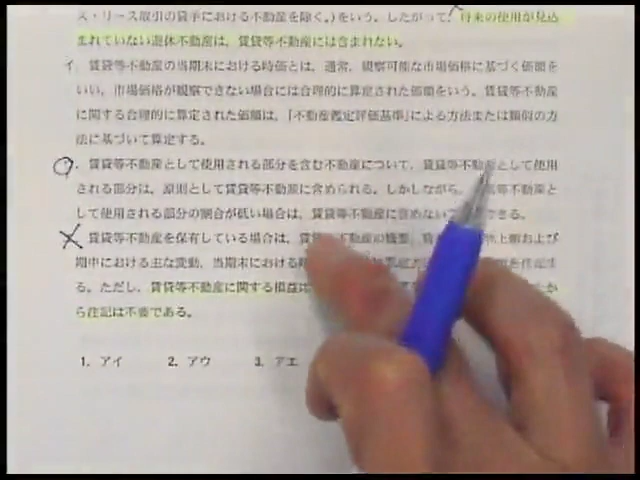 ス・リース取引の貸手における不動産を除く。)をいう。したがって、将来の使用が見込
まれていない遊休不動産は、賃貸等不動産には含まれない。
イ．賃貸等不動産の当期末における時価とは、通常、観察可能な市場価格に基づく価額を
いい、市場価格が観察できない場合には合理的に算定された価額をいう。賃貸等不動産
に関する合理的に算定された価額は、「不動産鑑定評価基準」による方法または類似の方
法に基づいて算定する。
賃貸等不動産として使用される部分を含む不動産について、賃貸等不動産として使用
される部分は、原則として賃貸等不動産に含められる。しかしながら、等不動産と
して使用される部分の割合が低い場合は、賃貸等不動産に含めない できる。
賃貸等不動産を保有している場合は、賃 不動産の概要、 および
期中における主な変動、当期末における
る。ただし、賃貸等不動産に関する損益は か
ら注記は不要である。
1. アイ 2. アウ 3. アエ